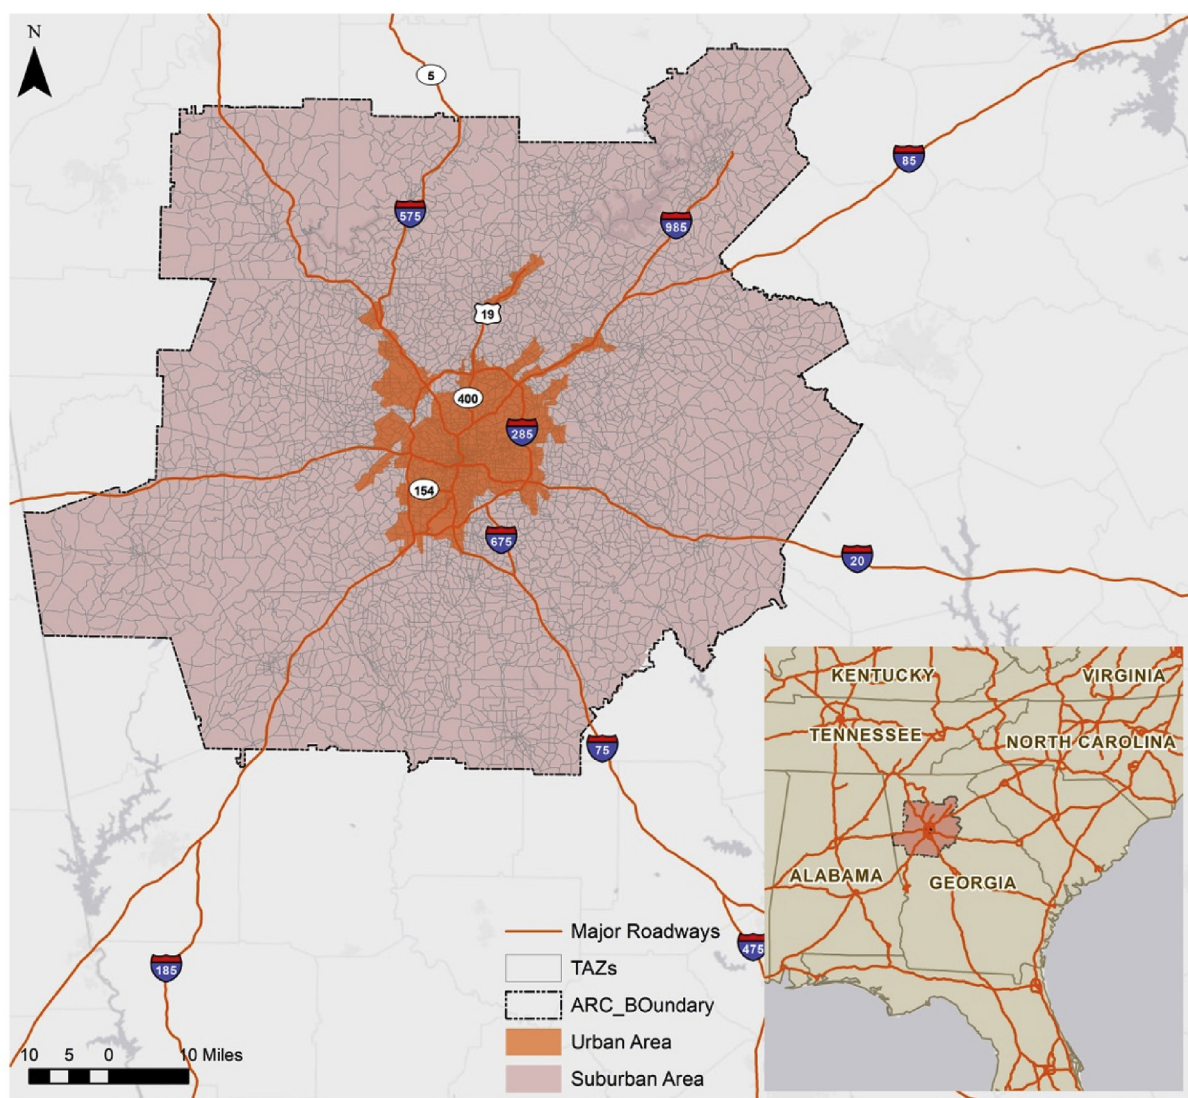 N
5
85
575
985
19
400
285
154
675
20
75
475
185
KENTUCKY
VIRGINIA
TENNESSEE
NORTH CAROLINA
ALABAMA
GEORGIA
Major Roadways
TAZs
ARC_BOundary
Urban Area
Suburban Area
10 5 0 10 Miles